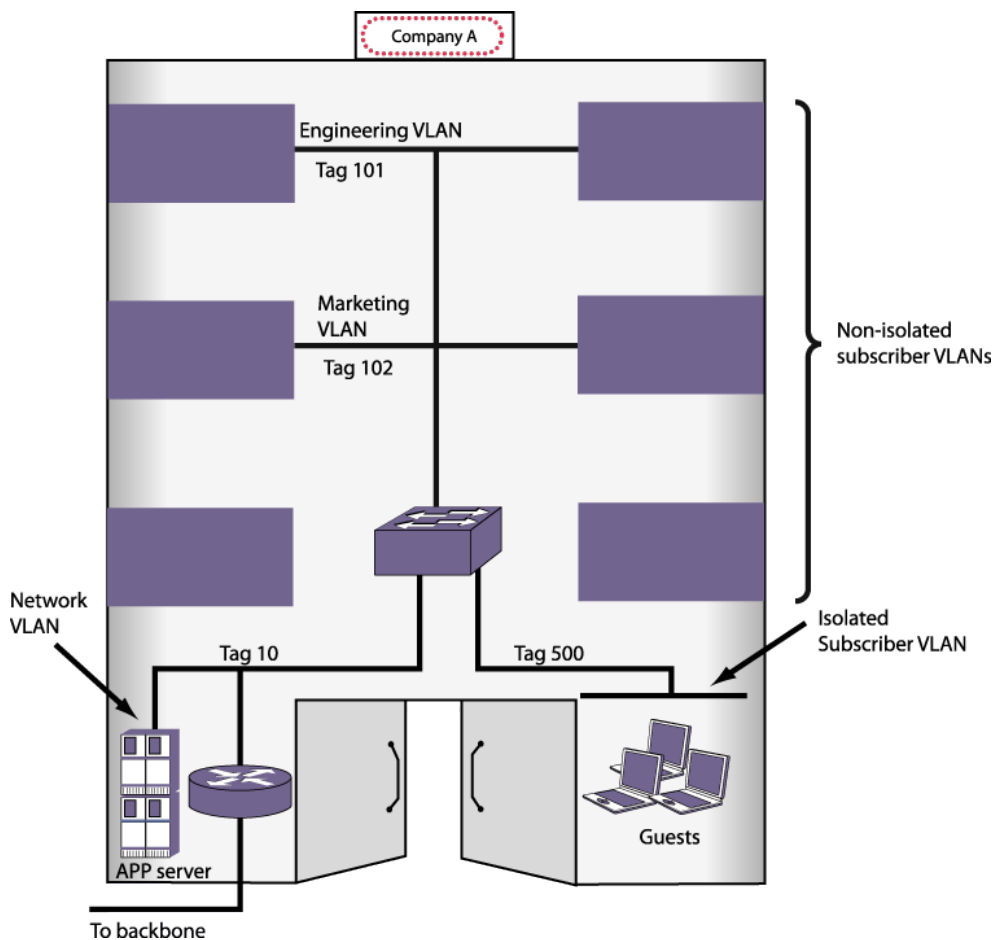 Company A
Engineering VLAN
Tag 101
Marketing
VLAN
Tag 102
Non-isolated
subscriber VLANs
Network
VLAN
Isolated
Subscriber VLAN
Tag 10
Tag 500
Guests
APP server
To backbone